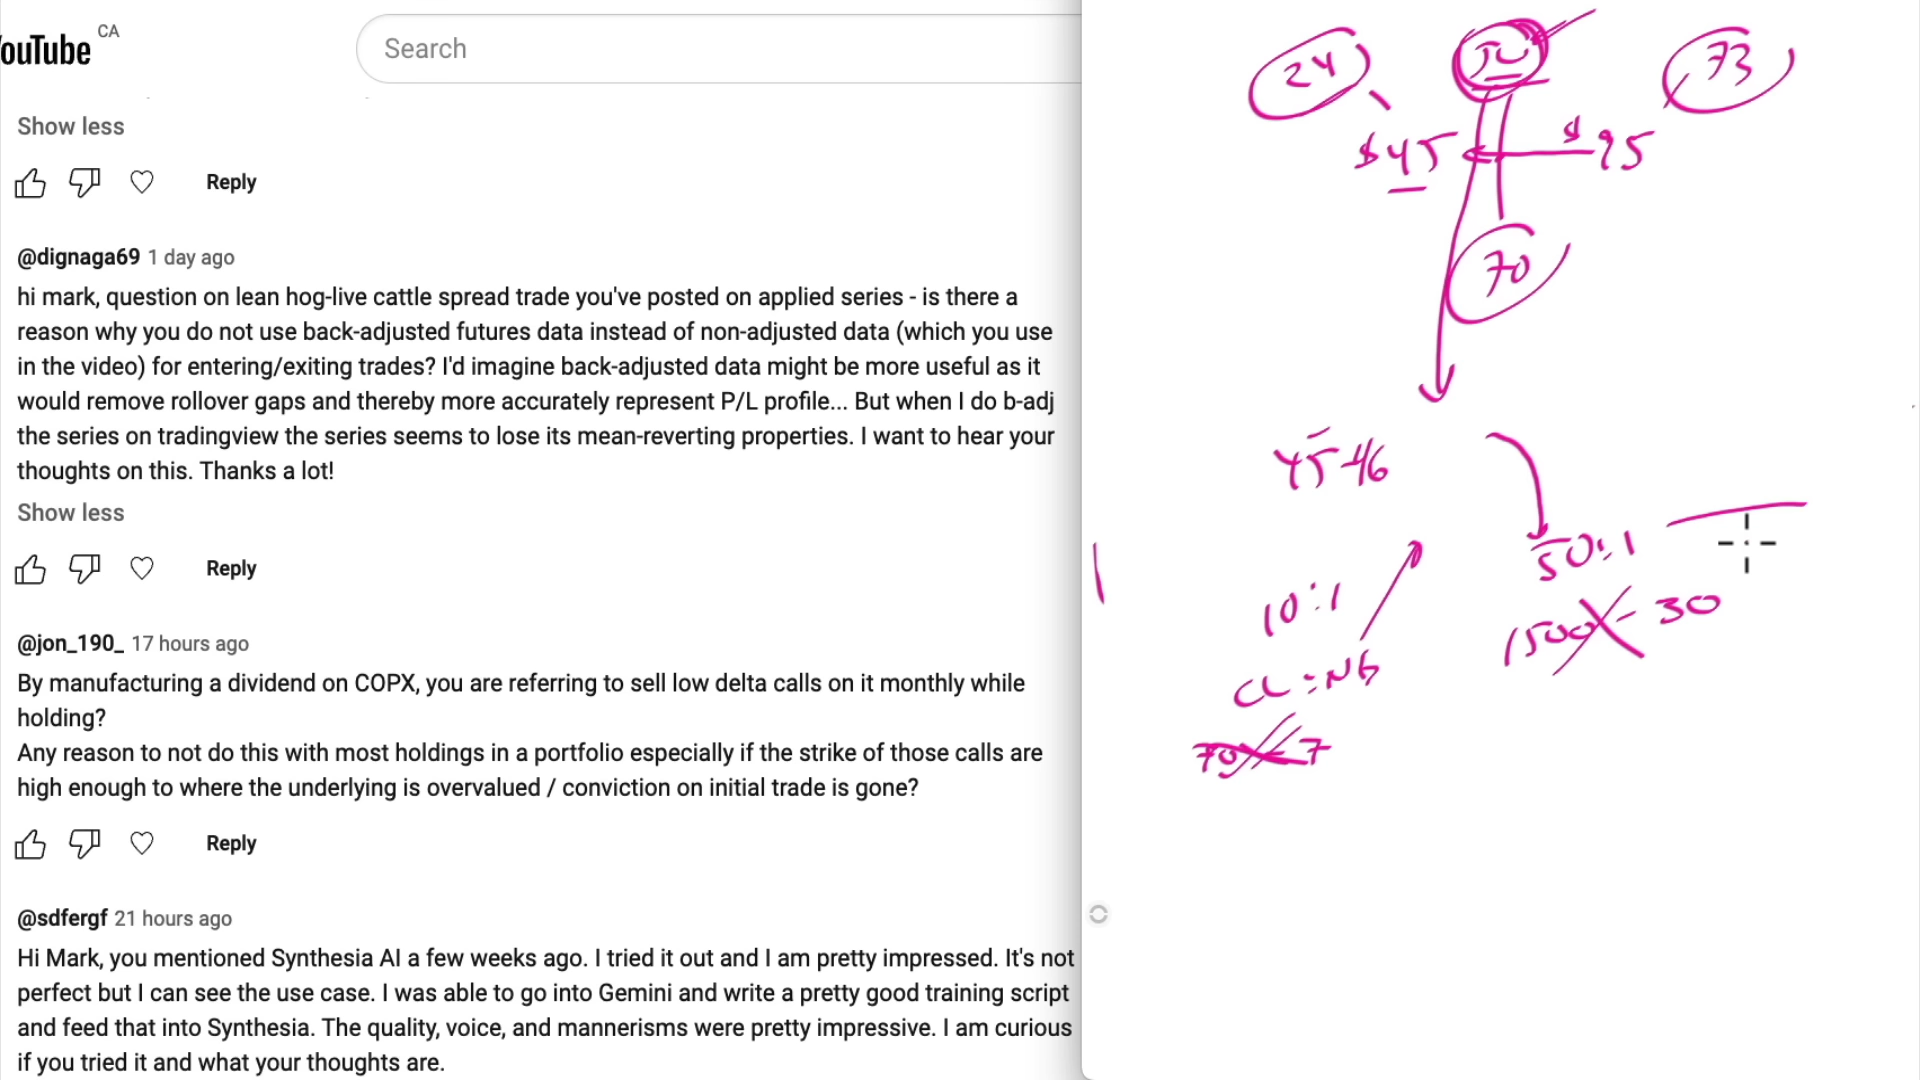 ouTube CA
Search
Show less
Reply
@dignaga69 1 day ago
hi mark, question on lean hog-live cattle spread trade you've posted on applied series - is there a
reason why you do not use back-adjusted futures data instead of non-adjusted data (which you use
in the video) for entering/exiting trades? I'd imagine back-adjusted data might be more useful as it
would remove rollover gaps and thereby more accurately represent P/L profile... But when I do b-adj
the series on tradingview the series seems to lose its mean-reverting properties. I want to hear your
thoughts on this. Thanks a lot!
Show less
Reply
@jon_190_ 17 hours ago
By manufacturing a dividend on COPX, you are referring to sell low delta calls on it monthly while
holding?
Any reason to not do this with most holdings in a portfolio especially if the strike of those calls are
high enough to where the underlying is overvalued / conviction on initial trade is gone?
Reply
@sdfergf 21 hours ago
Hi Mark, you mentioned Synthesia AI a few weeks ago. I tried it out and I am pretty impressed. It's not
perfect but I can see the use case. I was able to go into Gemini and write a pretty good training script
and feed that into Synthesia. The quality, voice, and mannerisms were pretty impressive. I am curious
if you tried it and what your thoughts are.
24 73
$45 $95
70
45-46
50:1
10:1
1500 - 30
CL:NG
70 7